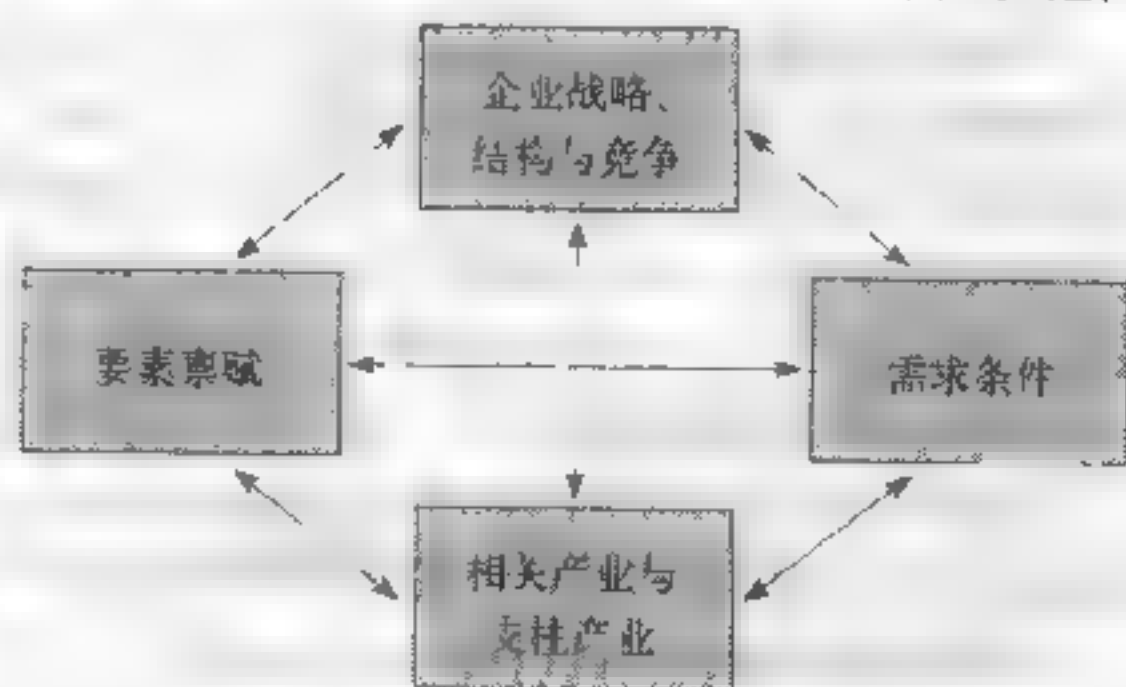 企业战略、
结构与竞争
要素禀赋
需求条件
相关产业与
支柱产业